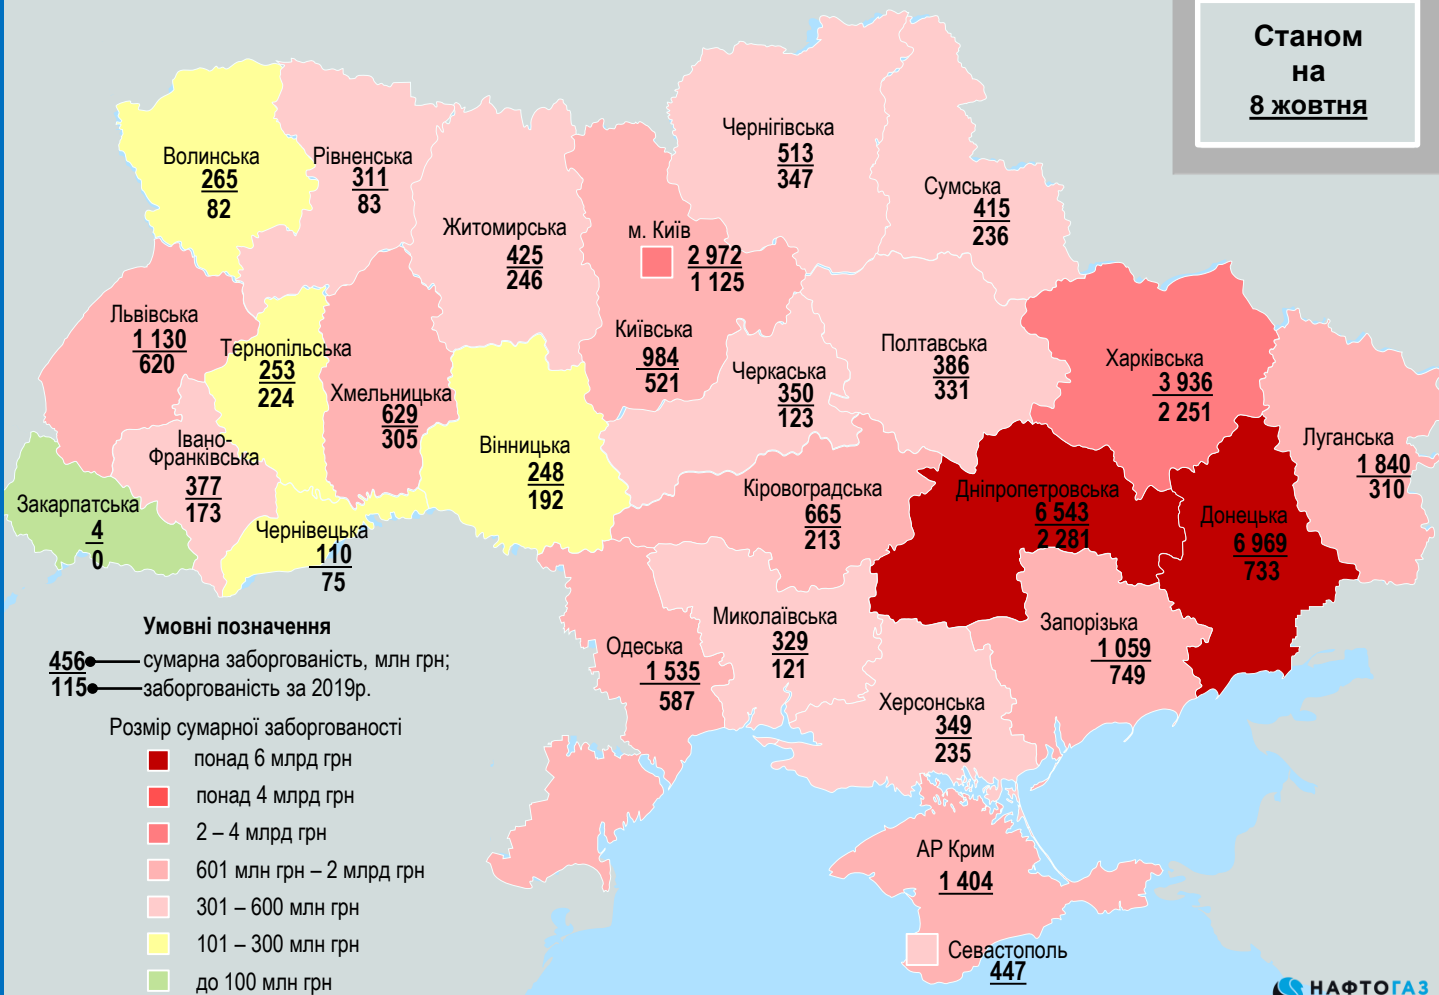 Станом
на
8 жовтня
Чернігівська
513
347
Волинська
265
82
Рівненська
311
83
Сумська
415
236
Житомирська
425
246
м. Київ
2 972
1 125
Львівська
1 130
620
Тернопільська
253
224
Київська
984
521
Полтавська
386
331
Черкаська
350
123
Харківська
3 936
2 251
Хмельницька
629
305
Івано-
Франківська
377
173
Вінницька
248
192
Луганська
1 840
310
Закарпатська
4
0
Чернівецька
110
75
Кіровоградська
665
213
Дніпропетровська
6 543
2 281
Донецька
6 969
733
Миколаївська
329
121
Запорізька
1 059
749
Одеська
1 535
587
Херсонська
349
235
АР Крим
1 404
Севастополь
447
Умовні позначення
456 сумарна заборгованість, млн грн;
115 заборгованість за 2019р.
Розмір сумарної заборгованості
понад 6 млрд грн
понад 4 млрд грн
2 – 4 млрд грн
601 млн грн – 2 млрд грн
301 – 600 млн грн
101 – 300 млн грн
до 100 млн грн
НАФТОГАЗ